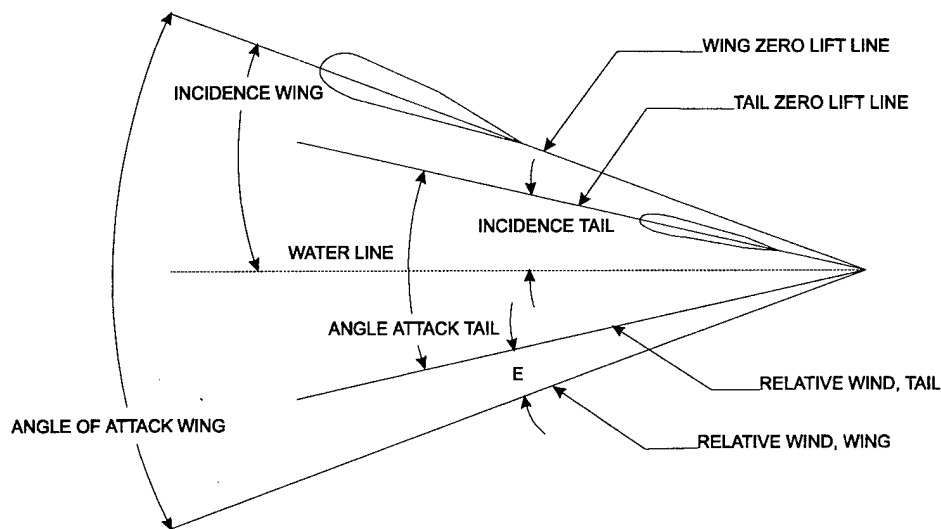 WING ZERO LIFT LINE
INCIDENCE WING
TAIL ZERO LIFT LINE
INCIDENCE TAIL
WATER LINE
ANGLE ATTACK TAIL
E
RELATIVE WIND, TAIL
ANGLE OF ATTACK WING
RELATIVE WIND, WING